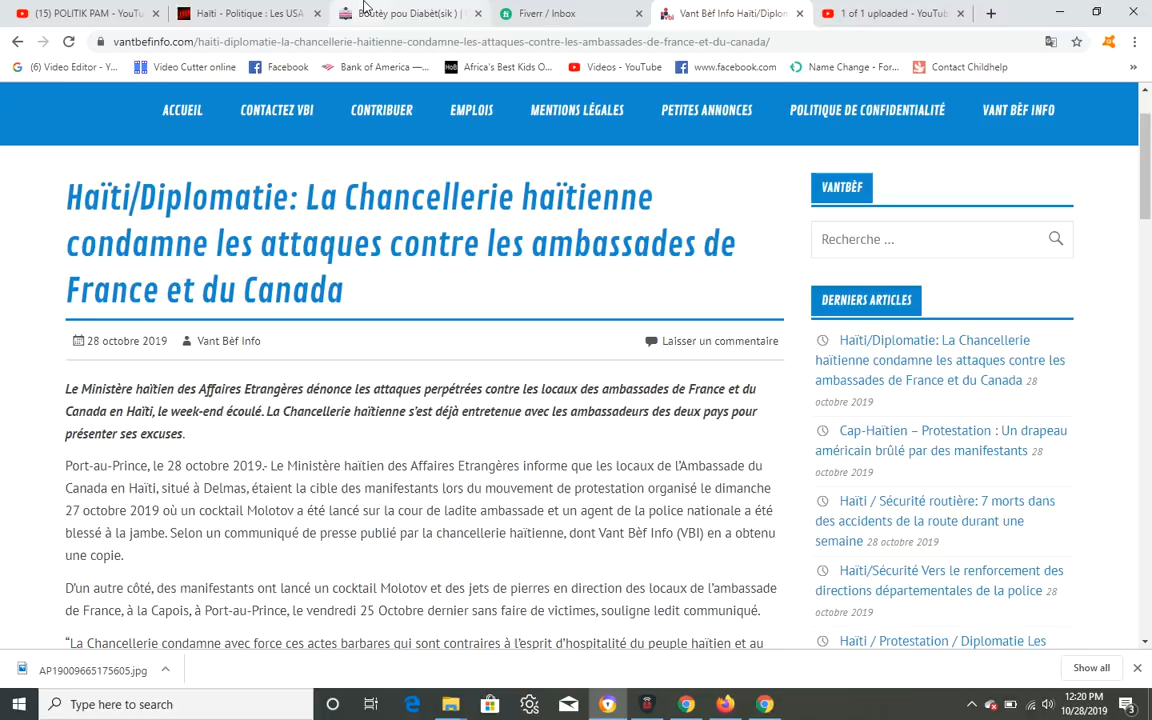 (15) POLITIK PAM - YouTu
Haïti - Politique : Les USA
Boutèy pou Diabèt(sik ) |
Fiverr / Inbox
Vant Bèf Info Haïti/Diplon
1 of 1 uploaded - YouTub
vantbefinfo.com/haiti-diplomatie-la-chancellerie-haitienne-condamne-les-attaques-contre-les-ambassades-de-france-et-du-canada/
(6) Video Editor - Y...
Video Cutter online
Facebook
Bank of America —...
Africa's Best Kids O...
Videos - YouTube
www.facebook.com
Name Change - For...
Contact Childhelp
»
ACCUEIL
CONTACTEZ VBI
CONTRIBUER
EMPLOIS
MENTIONS LÉGALES
PETITES ANNONCES
POLITIQUE DE CONFIDENTIALITÉ
VANT BÈF INFO
Haïti/Diplomatie: La Chancellerie haïtienne
condamne les attaques contre les ambassades de
France et du Canada
28 octobre 2019
Vant Bèf Info
Laisser un commentaire
Le Ministère haïtien des Affaires Etrangères dénonce les attaques perpétrées contre les locaux des ambassades de France et du
Canada en Haïti, le week-end écoulé. La Chancellerie haïtienne s'est déjà entretenue avec les ambassadeurs des deux pays pour
présenter ses excuses.
Port-au-Prince, le 28 octobre 2019.- Le Ministère haïtien des Affaires Etrangères informe que les locaux de l'Ambassade du
Canada en Haïti, situé à Delmas, étaient la cible des manifestants lors du mouvement de protestation organisé le dimanche
27 octobre 2019 où un cocktail Molotov a été lancé sur la cour de ladite ambassade et un agent de la police nationale a été
blessé à la jambe. Selon un communiqué de presse publié par la chancellerie haïtienne, dont Vant Bèf Info (VBI) en a obtenu
une copie.
D'un autre côté, des manifestants ont lancé un cocktail Molotov et des jets de pierres en direction des locaux de l'ambassade
de France, à la Capois, à Port-au-Prince, le vendredi 25 Octobre dernier sans faire de victimes, souligne ledit communiqué.
"La Chancellerie condamne avec force ces actes barbares qui sont contraires à l'esprit d'hospitalité du peuple haïtien et au
VANTBÈF
Recherche ...
DERNIERS ARTICLES
Haïti/Diplomatie: La Chancellerie
haïtienne condamne les attaques contre les
ambassades de France et du Canada 28
octobre 2019
Cap-Haïtien – Protestation : Un drapeau
américain brûlé par des manifestants 28
octobre 2019
Haïti / Sécurité routière: 7 morts dans
des accidents de la route durant une
semaine 28 octobre 2019
Haïti/Sécurité Vers le renforcement des
directions départementales de la police 28
octobre 2019
Haïti / Protestation / Diplomatie Les
AP19009665175605.jpg
Show all
Type here to search
12:20 PM
10/28/2019
3